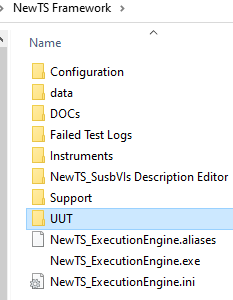 NewTS Framework
Name
Configuration
data
DOCs
Failed Test Logs
Instruments
NewTS_SusbVIs Description Editor
Support
UUT
NewTS_ExecutionEngine.aliases
NewTS_ExecutionEngine.exe
NewTS_ExecutionEngine.ini